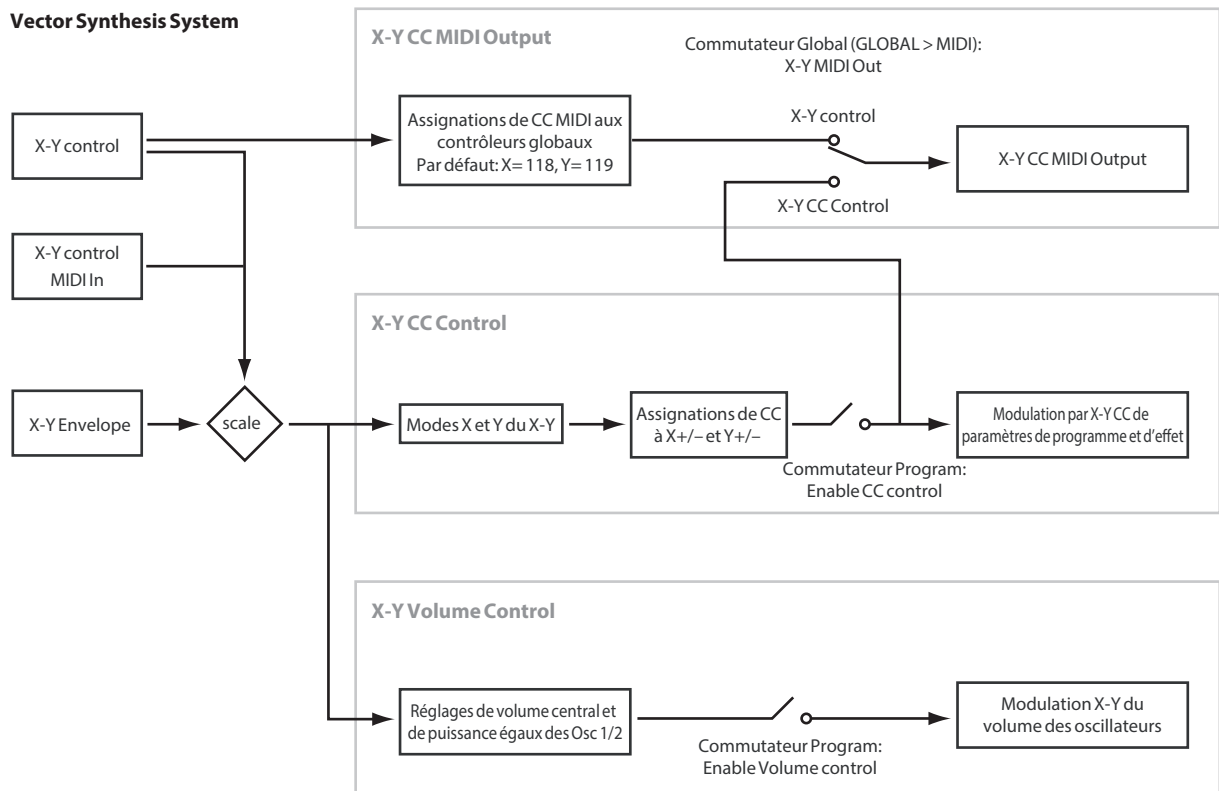 Vector Synthesis System
X-Y CC MIDI Output
Commutateur Global (GLOBAL > MIDI):
X-Y MIDI Out
X-Y control
Assignations de CC MIDI aux
contrôleurs globaux
Par défaut: X= 118, Y= 119
X-Y control
X-Y CC Control
X-Y CC MIDI Output
X-Y control
MIDI In
X-Y CC Control
X-Y Envelope
scale
Modes X et Y du X-Y
Assignations de CC
à X+/– et Y+/–
Commutateur Program:
Enable CC control
Modulation par X-Y CC de
paramètres de programme et d'effet
X-Y Volume Control
Réglages de volume central et
de puissance égaux des Osc 1/2
Commutateur Program:
Enable Volume control
Modulation X-Y du
volume des oscillateurs